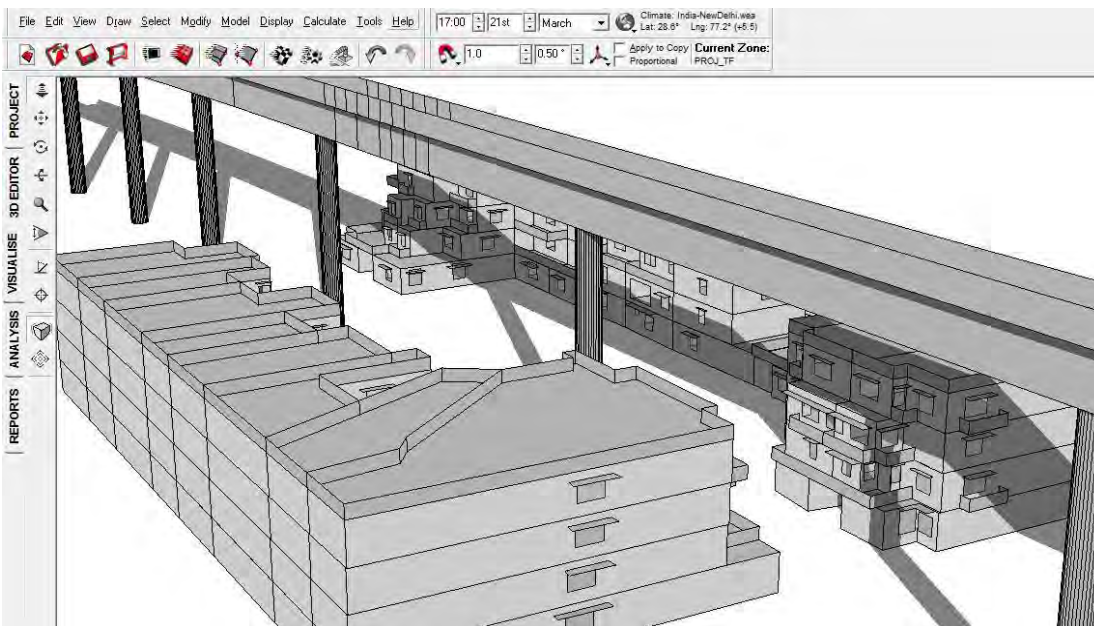 File Edit View Draw Select Modify Model Display Calculate Tools Help
17:00 21st March
Climate: India-NewDelhi.wea
Lat: 28.6° Lng: 77.2° (+5.5)
1.0 0.50° Apply to Copy
Proportional
Current Zone:
PROJ_TF
PROJECT
3D EDITOR
VISUALISE
ANALYSIS
REPORTS